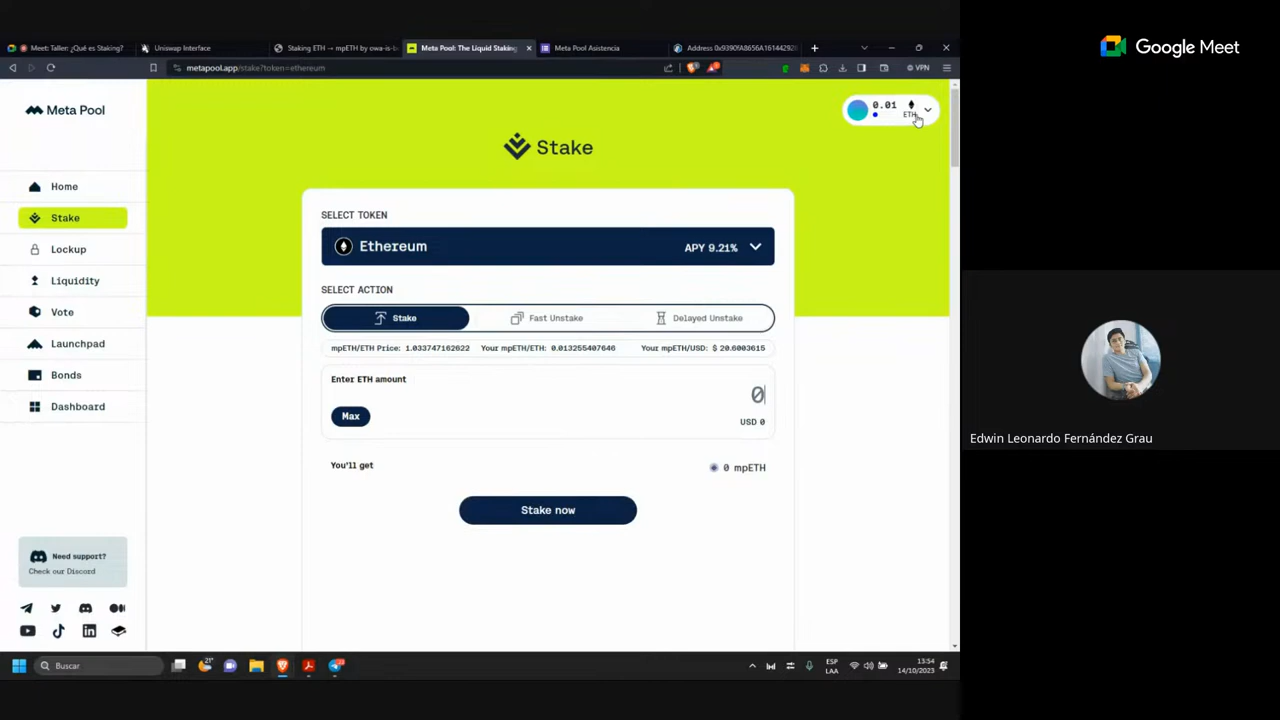 Meet: Taller: ¿Qué es Staking?
Uniswap Interface
Staking ETH → mpETH by owa-is-b
Meta Pool: The Liquid Staking
Meta Pool Asistencia
Address 0x9390fA8656A1614429
metapool.app/stake?token=ethereum
VPN
Google Meet
Meta Pool
0.01
ETH
Stake
Home
Stake
Lockup
Liquidity
Vote
Launchpad
Bonds
Dashboard
SELECT TOKEN
Ethereum
APY 9.21%
SELECT ACTION
Stake
Fast Unstake
Delayed Unstake
mpETH/ETH Price: 1.033747162622
Your mpETH/ETH: 0.013255407646
Your mpETH/USD: $ 20.6003615
Enter ETH amount
0
Max
USD 0
You'll get
0 mpETH
Stake now
Need support?
Check our Discord
Edwin Leonardo Fernández Grau
Buscar
21°
ESP
LAA
13:54
14/10/2023